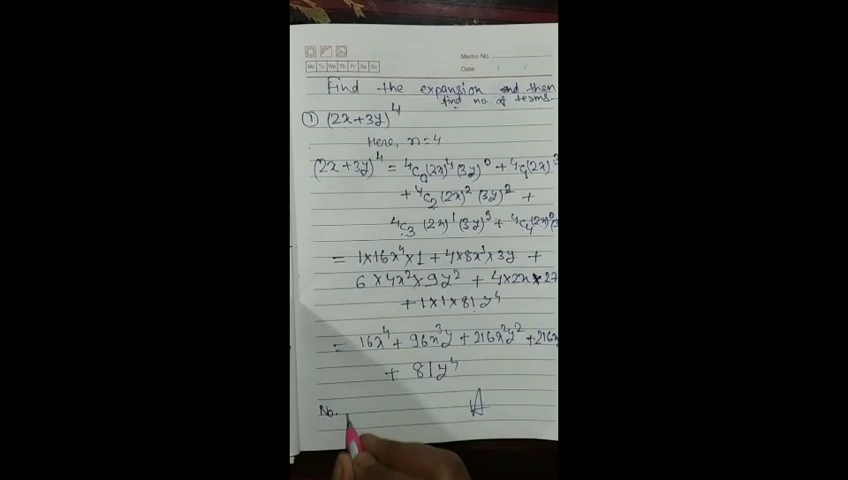 Memo No.
Mo Tu We Th Fr Sa Su
Date / /
Find the expansion and then
find no. of terms.
① (2x+3y)⁴
Here, n=4
(2x+3y)⁴ = ⁴C₀(2x)⁴(3y)⁰ + ⁴C₁(2x)³
+ ⁴C₂(2x)²(3y)² +
⁴C₃(2x)¹(3y)³ + ⁴C₄(2x)⁰(3
= 1×16x⁴×1 + 4×8x³×3y +
6×4x²×9y² + 4×2x×27
+ 1×1×81y⁴
= 16x⁴ + 96x³y + 216x²y² + 216x
+ 81y⁴
No.